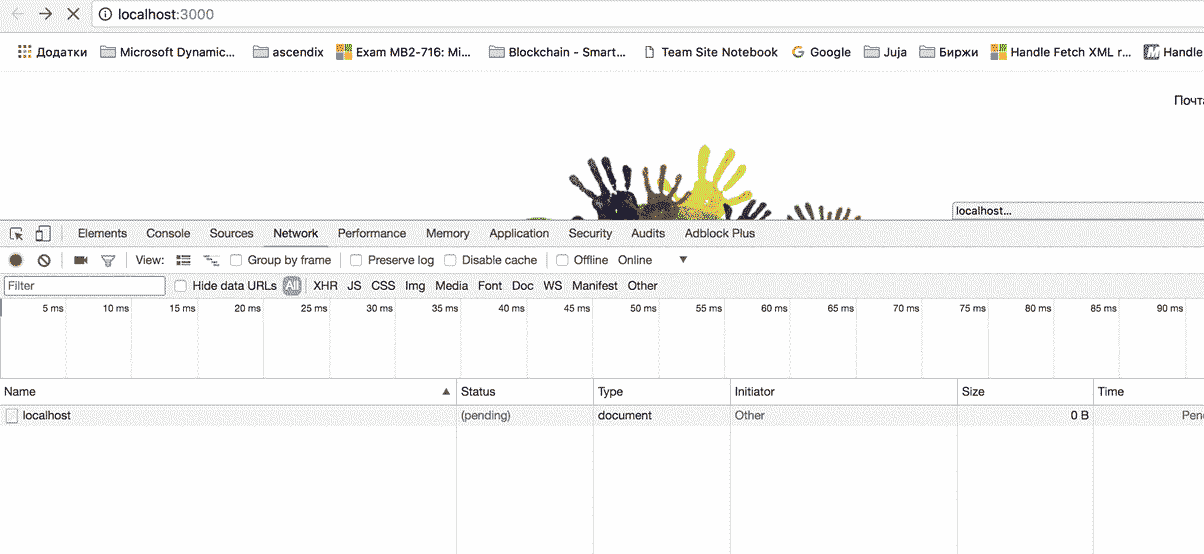 localhost:3000
Додатки Microsoft Dynamic... ascendix Exam MB2-716: Mi... Blockchain - Smart... Team Site Notebook Google Juja Биржи Handle Fetch XML r... Handle
Почта
localhost...
Elements Console Sources Network Performance Memory Application Security Audits Adblock Plus
View: Group by frame Preserve log Disable cache Offline Online
Filter Hide data URLs All XHR JS CSS Img Media Font Doc WS Manifest Other
5 ms 10 ms 15 ms 20 ms 25 ms 30 ms 35 ms 40 ms 45 ms 50 ms 55 ms 60 ms 65 ms 70 ms 75 ms 80 ms 85 ms 90 ms
Name Status Type Initiator Size Time
localhost (pending) document Other 0 B Pen